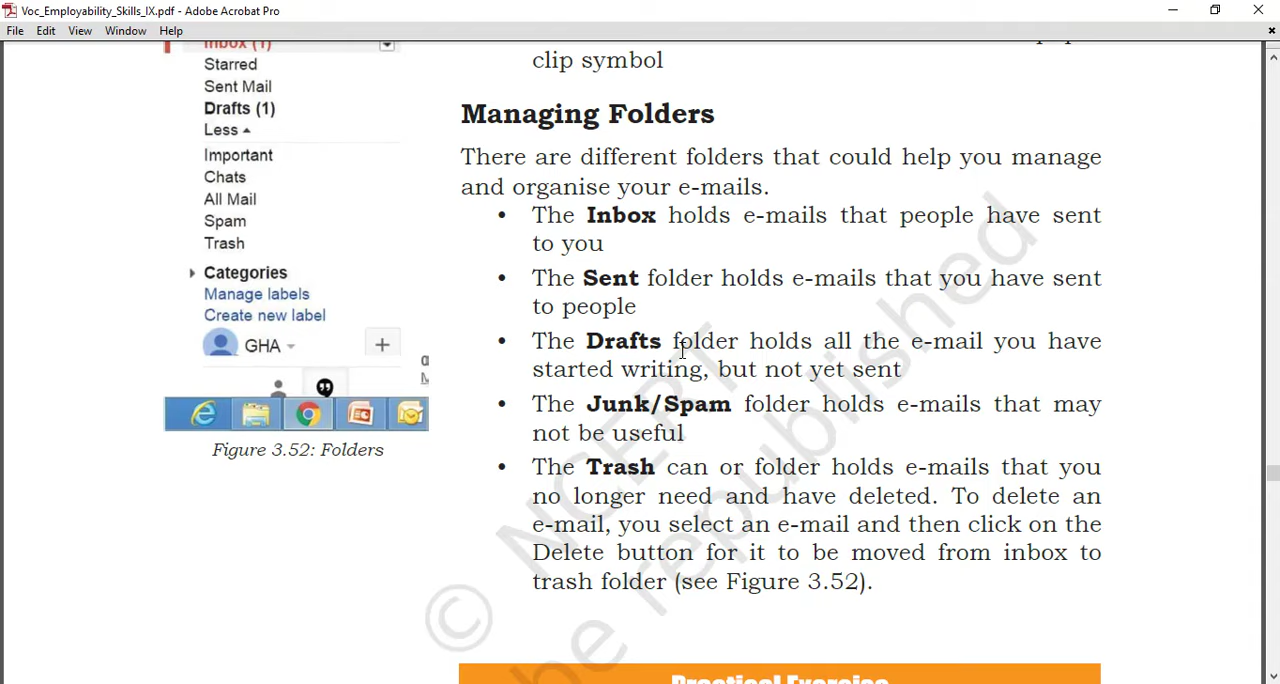 Voc_Employability_Skills_IX.pdf - Adobe Acrobat Pro
File Edit View Window Help
Inbox (1)
Starred
Sent Mail
Drafts (1)
Less
Important
Chats
All Mail
Spam
Trash
Categories
Manage labels
Create new label
GHA
Figure 3.52: Folders
clip symbol
Managing Folders
There are different folders that could help you manage
and organise your e-mails.
• The Inbox holds e-mails that people have sent
to you
• The Sent folder holds e-mails that you have sent
to people
• The Drafts folder holds all the e-mail you have
started writing, but not yet sent
• The Junk/Spam folder holds e-mails that may
not be useful
• The Trash can or folder holds e-mails that you
no longer need and have deleted. To delete an
e-mail, you select an e-mail and then click on the
Delete button for it to be moved from inbox to
trash folder (see Figure 3.52).
Practical Exercise
© NCERT
be republished